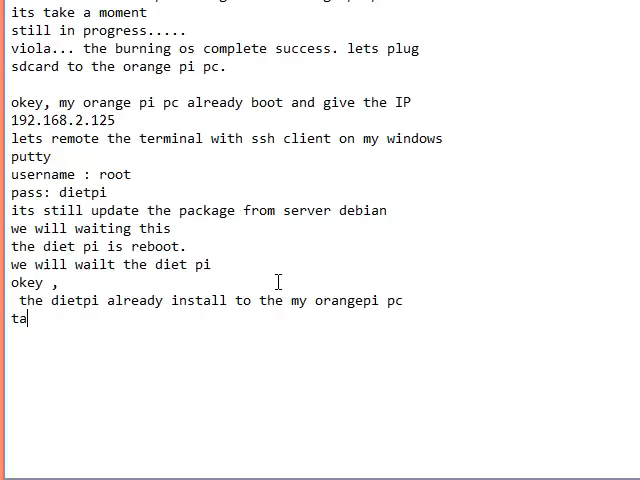 its take a moment
still in progress.....
viola... the burning os complete success. lets plug
sdcard to the orange pi pc.
okey, my orange pi pc already boot and give the IP
192.168.2.125
lets remote the terminal with ssh client on my windows
putty
username : root
pass: dietpi
its still update the package from server debian
we will waiting this
the diet pi is reboot.
we will wailt the diet pi
okey ,
the dietpi already install to the my orangepi pc
ta